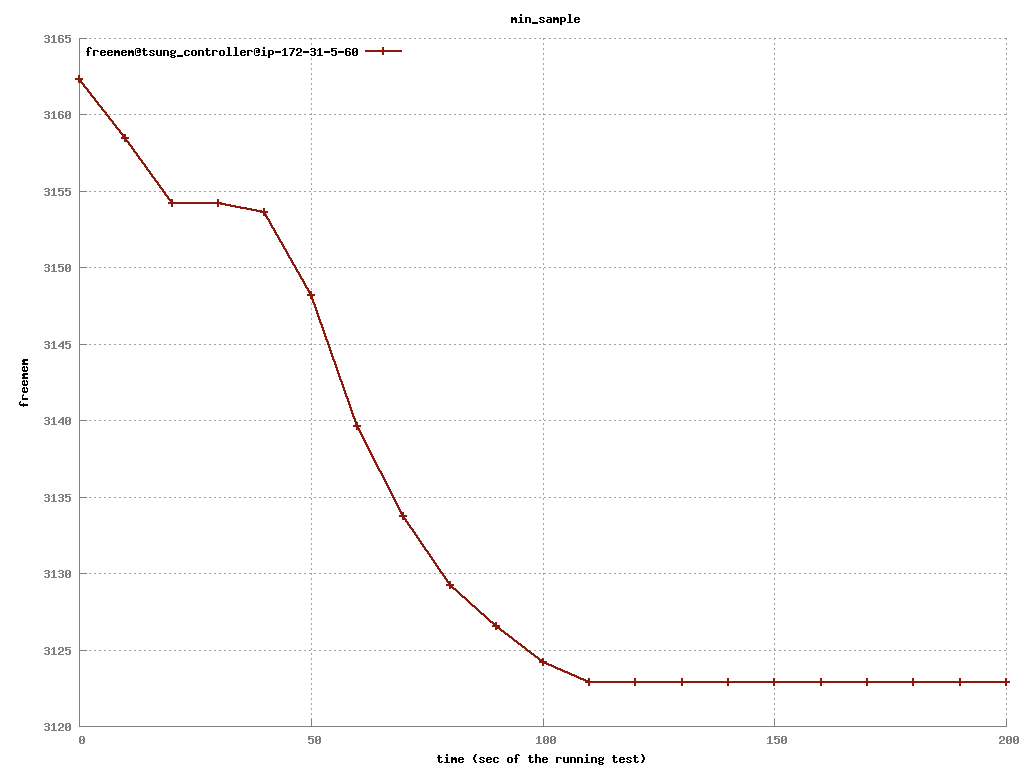 min_sample
freemem@tsung_controller@ip-172-31-5-60
3165
3160
3155
3150
3145
3140
3135
3130
3125
3120
freemem
0 50 100 150 200
time (sec of the running test)